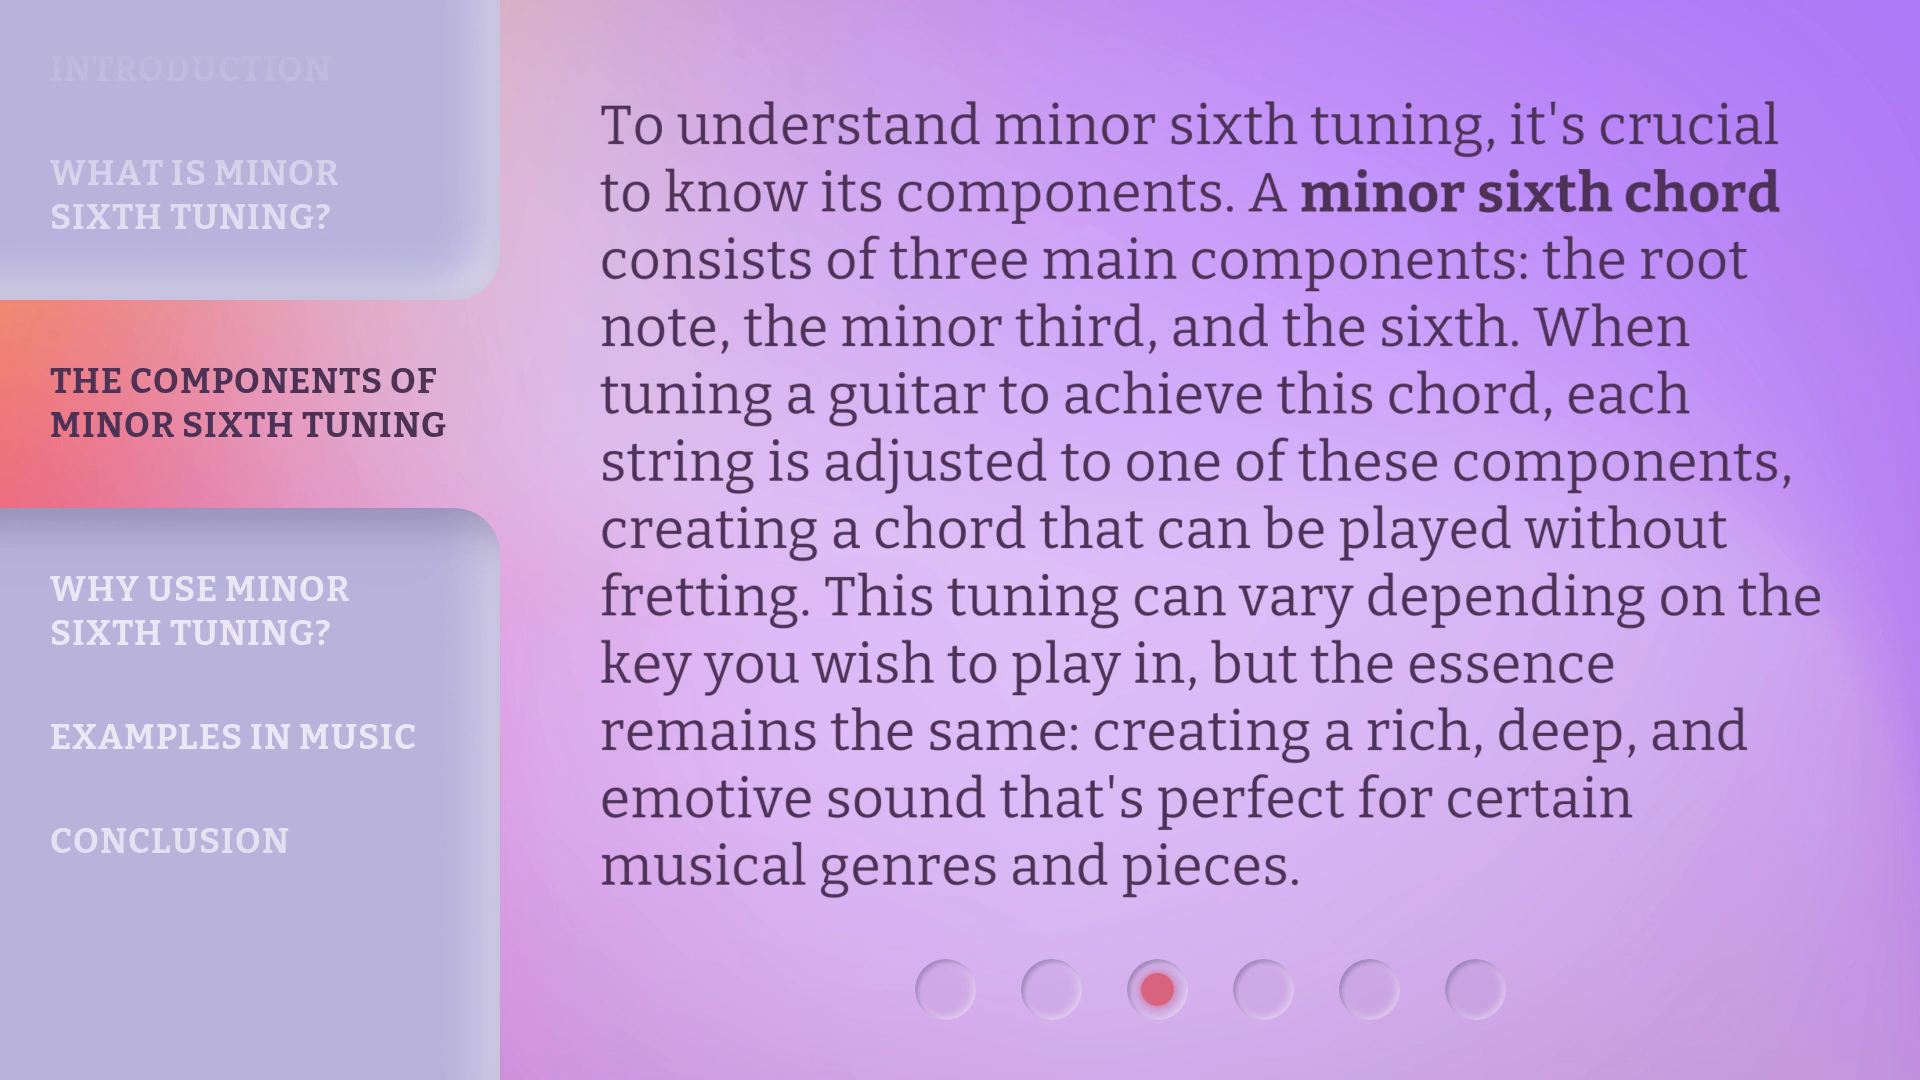 INTRODUCTION
WHAT IS MINOR
SIXTH TUNING?
THE COMPONENTS OF
MINOR SIXTH TUNING
WHY USE MINOR
SIXTH TUNING?
EXAMPLES IN MUSIC
CONCLUSION
To understand minor sixth tuning, it's crucial
to know its components. A minor sixth chord
consists of three main components: the root
note, the minor third, and the sixth. When
tuning a guitar to achieve this chord, each
string is adjusted to one of these components,
creating a chord that can be played without
fretting. This tuning can vary depending on the
key you wish to play in, but the essence
remains the same: creating a rich, deep, and
emotive sound that's perfect for certain
musical genres and pieces.